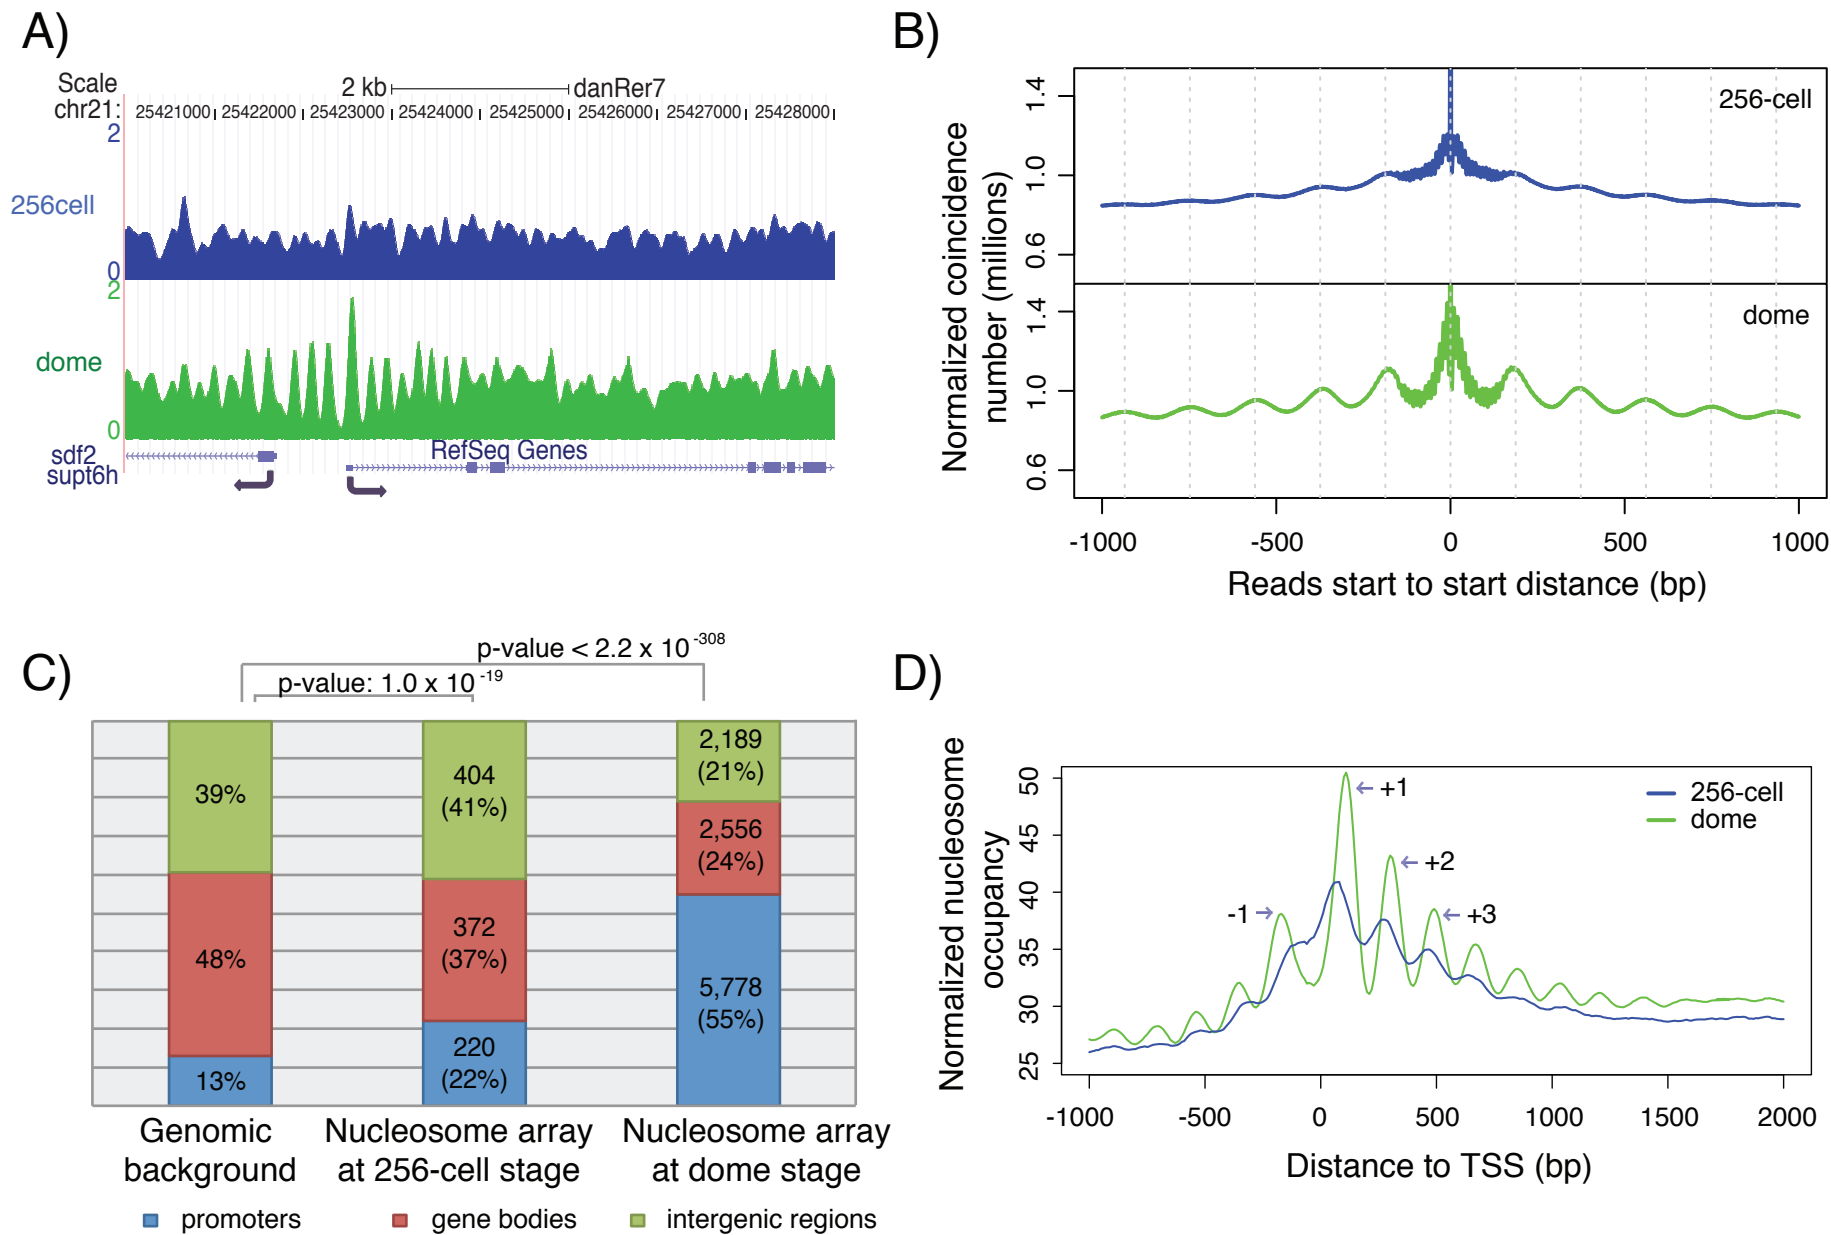 A)
Scale
2 kb
danRer7
chr21:
25421000
25422000
25423000
25424000
25425000
25426000
25427000
25428000
2
256cell
0
2
dome
0
RefSeq Genes
sdf2
supt6h
B)
Normalized coincidence
number (millions)
1.4
1.0
0.6
256-cell
1.4
1.0
0.6
dome
-1000
-500
0
500
1000
Reads start to start distance (bp)
C)
p-value < 2.2 x 10 -308
p-value: 1.0 x 10 -19
39%
48%
13%
404
(41%)
372
(37%)
220
(22%)
2,189
(21%)
2,556
(24%)
5,778
(55%)
Genomic
background
Nucleosome array
at 256-cell stage
Nucleosome array
at dome stage
promoters
gene bodies
intergenic regions
D)
Normalized nucleosome
occupancy
50
45
40
35
30
25
256-cell
dome
-1
+1
+2
+3
-1000
-500
0
500
1000
1500
2000
Distance to TSS (bp)